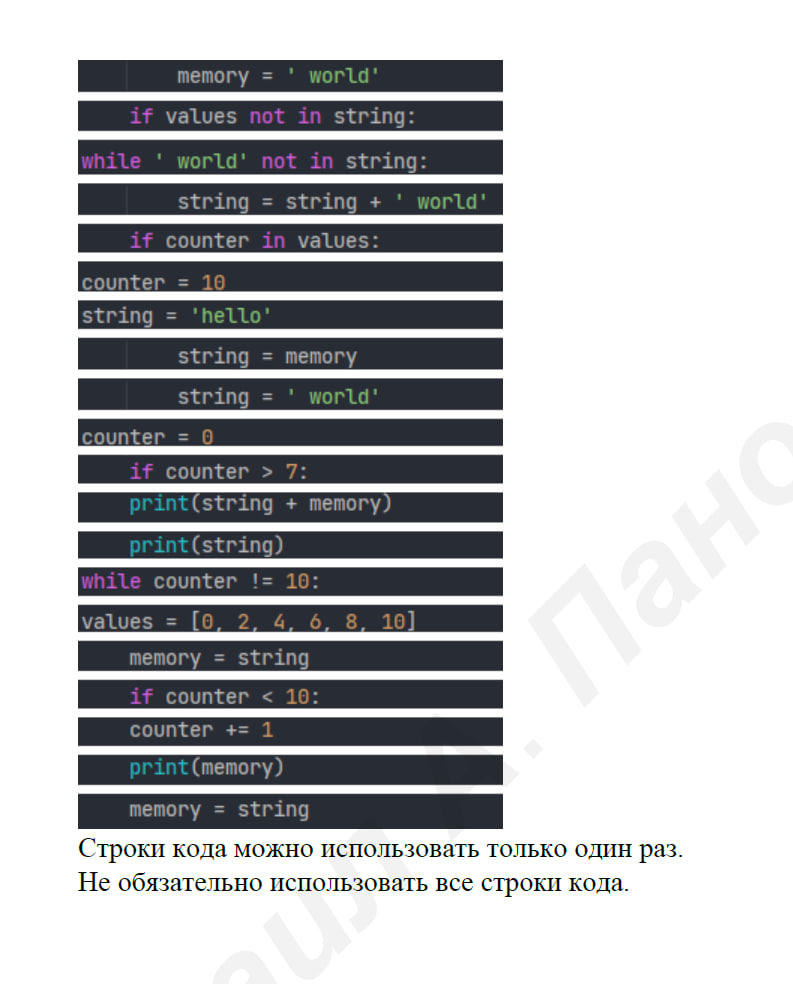 memory = ' world'
if values not in string:
while ' world' not in string:
string = string + ' world'
if counter in values:
counter = 10
string = 'hello'
string = memory
string = ' world'
counter = 0
if counter > 7:
print(string + memory)
print(string)
while counter != 10:
values = [0, 2, 4, 6, 8, 10]
memory = string
if counter < 10:
counter += 1
print(memory)
memory = string
Строки кода можно использовать только один раз.
Не обязательно использовать все строки кода.